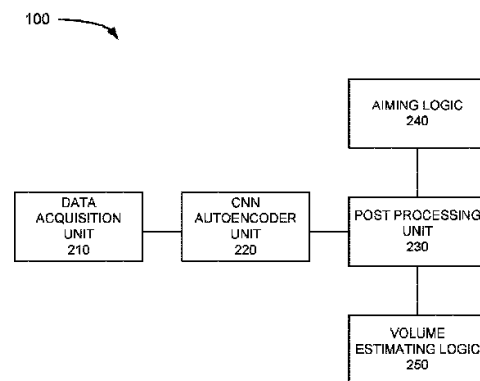 100
AIMING LOGIC
240
DATA
ACQUISITION
UNIT
210
CNN
AUTOENCODER
UNIT
220
POST PROCESSING
UNIT
230
VOLUME
ESTIMATING LOGIC
250